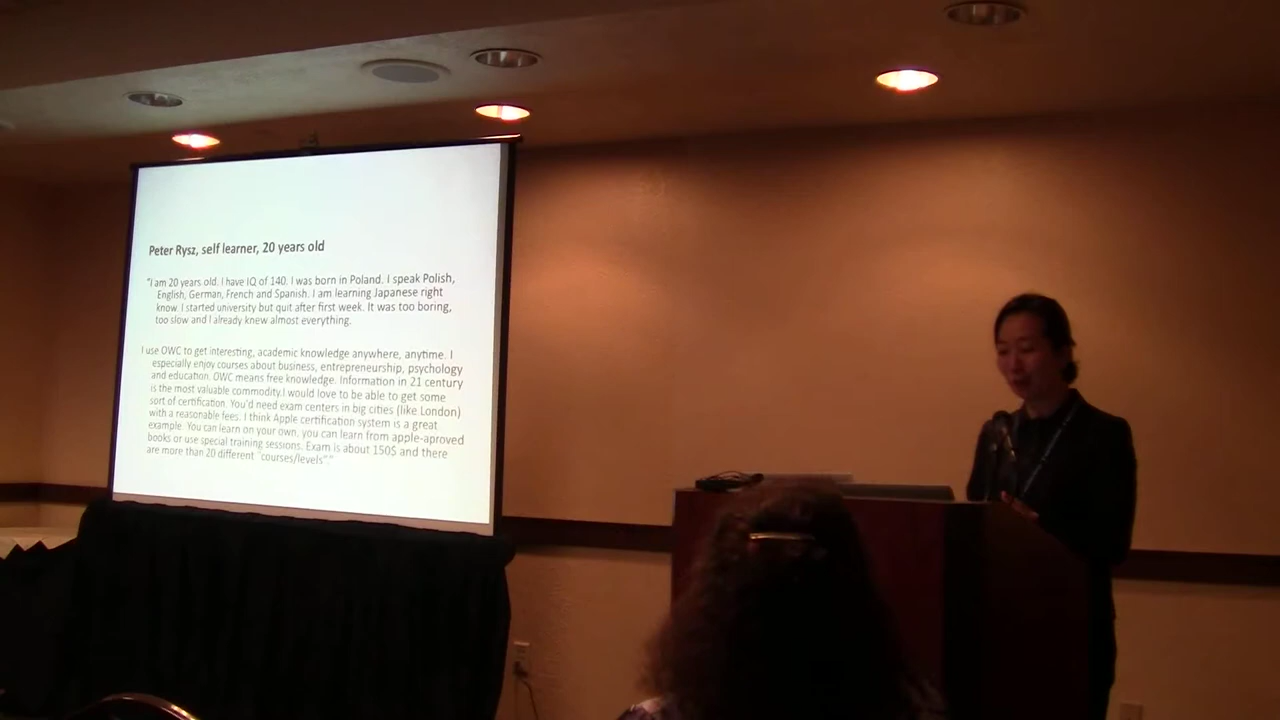 Peter Rysz, self learner, 20 years old
"I am 20 years old. I have IQ of 140. I was born in Poland. I speak Polish,
English, German, French and Spanish. I am learning Japanese right
know. I started university but quit after first week. It was too boring,
too slow and I already knew almost everything.
I use OWC to get interesting, academic knowledge anywhere, anytime. I
especially enjoy courses about business, entrepreneurship, psychology
and education. OWC means free knowledge. Information in 21 century
is the most valuable commodity.I would love to be able to get some
sort of certification. You'd need exam centers in big cities (like London)
with a reasonable fees. I think Apple certification system is a great
example. You can learn on your own, you can learn from apple-aproved
books or use special training sessions. Exam is about 150$ and there
are more than 20 different "courses/levels"."